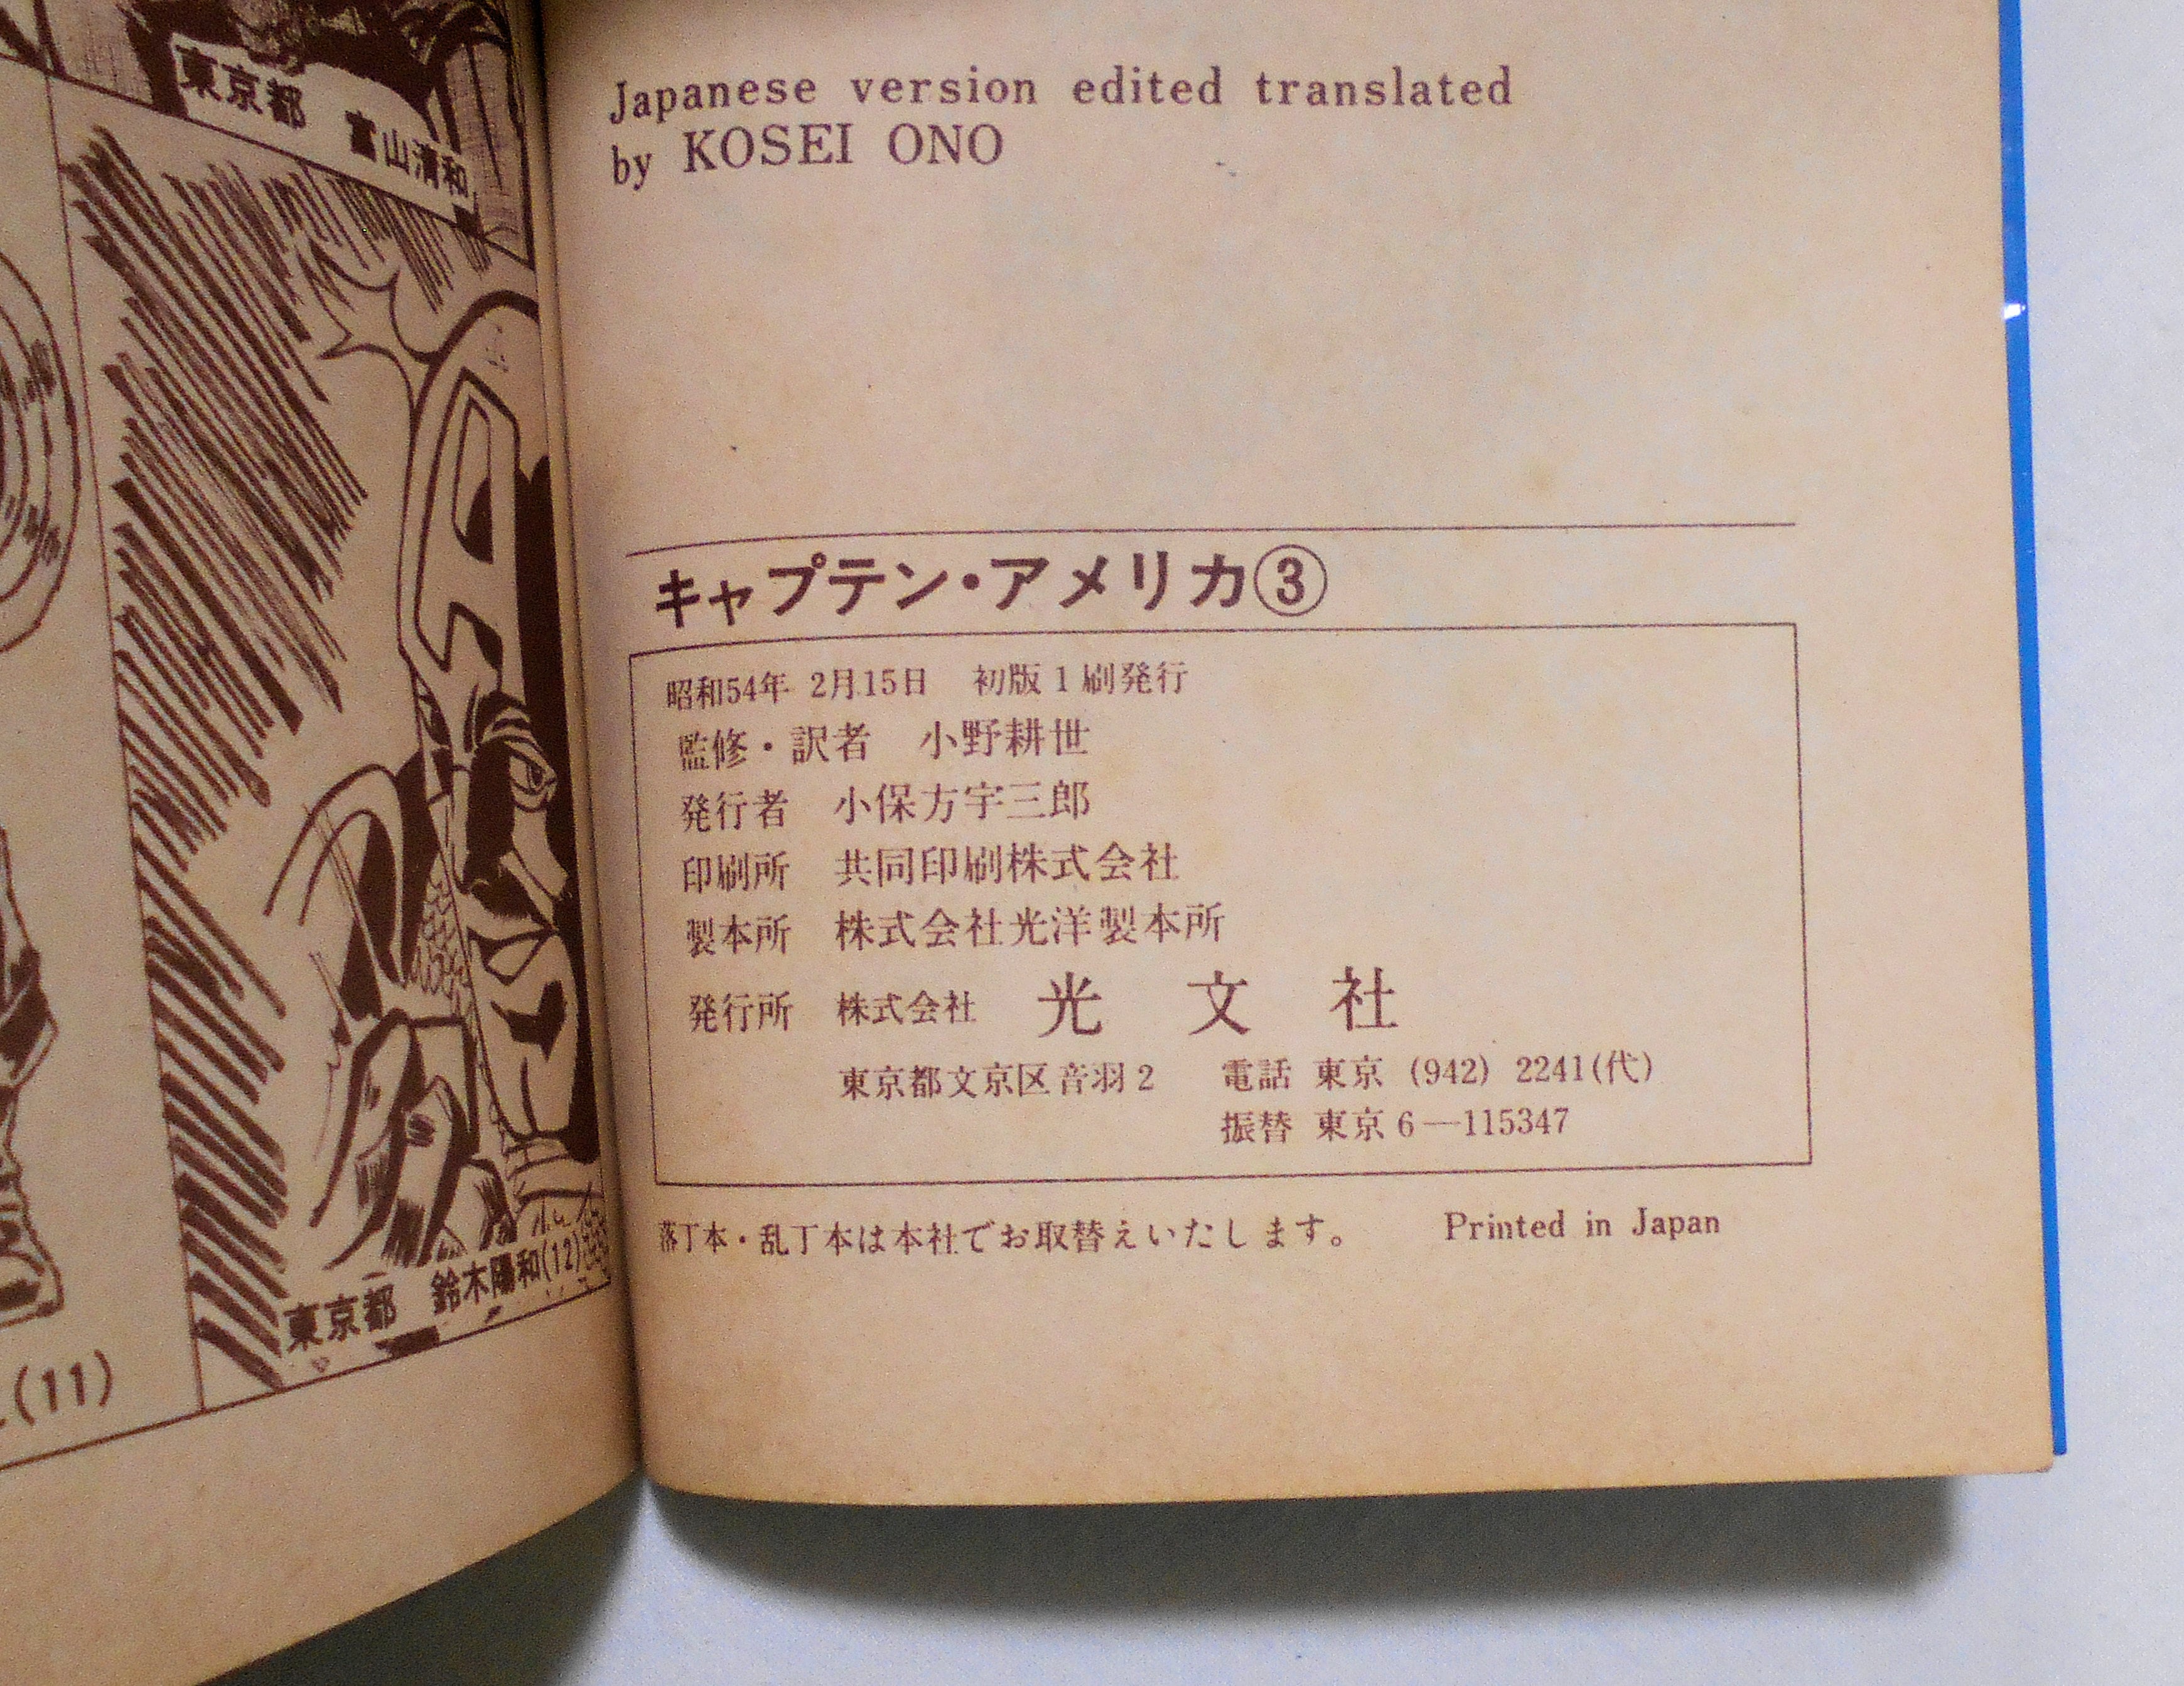 東京都 富山清和
東京都 鈴木陽和(12)
(11)
Japanese version edited translated
by KOSEI ONO
キャプテン・アメリカ③
昭和54年 2月15日 初版1刷発行
監修・訳者 小野耕世
発行者 小保方宇三郎
印刷所 共同印刷株式会社
製本所 株式会社光洋製本所
発行所 株式会社 光文社
東京都文京区音羽2 電話 東京 (942) 2241(代)
振替 東京6―115347
落丁本・乱丁本は本社でお取替えいたします。 Printed in Japan